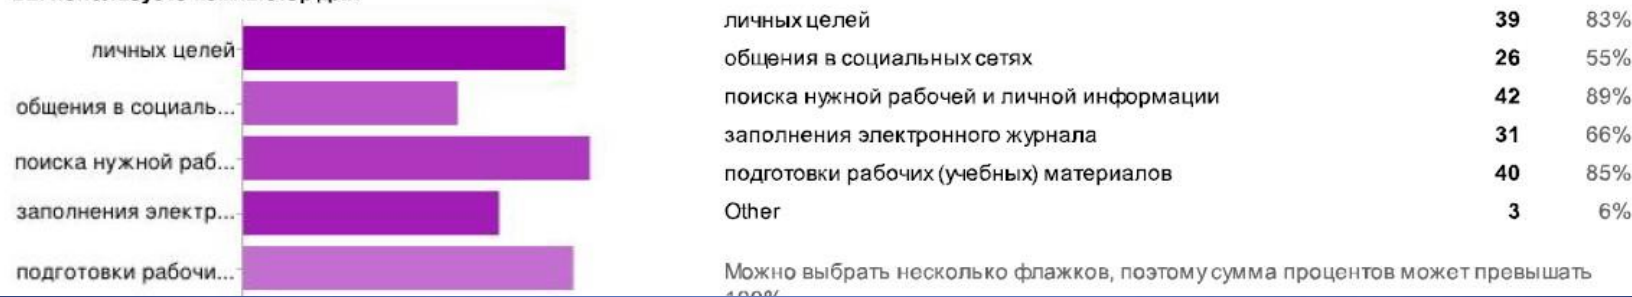 личных целей
общения в социаль...
поиска нужной раб...
заполнения электр...
подготовки рабочи...
личных целей 39 83%
общения в социальных сетях 26 55%
поиска нужной рабочей и личной информации 42 89%
заполнения электронного журнала 31 66%
подготовки рабочих (учебных) материалов 40 85%
Other 3 6%
Можно выбрать несколько флажков, поэтому сумма процентов может превышать